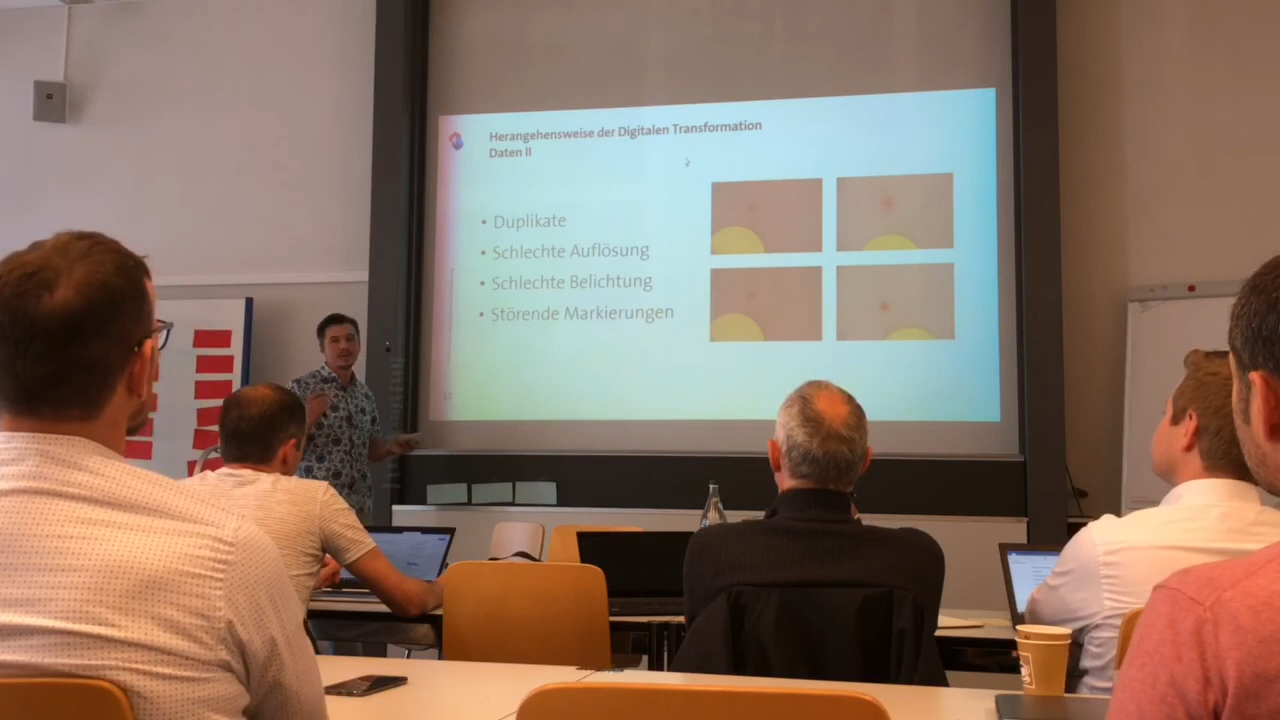 Herangehensweise der Digitalen Transformation
Daten II
• Duplikate
• Schlechte Auflösung
• Schlechte Belichtung
• Störende Markierungen